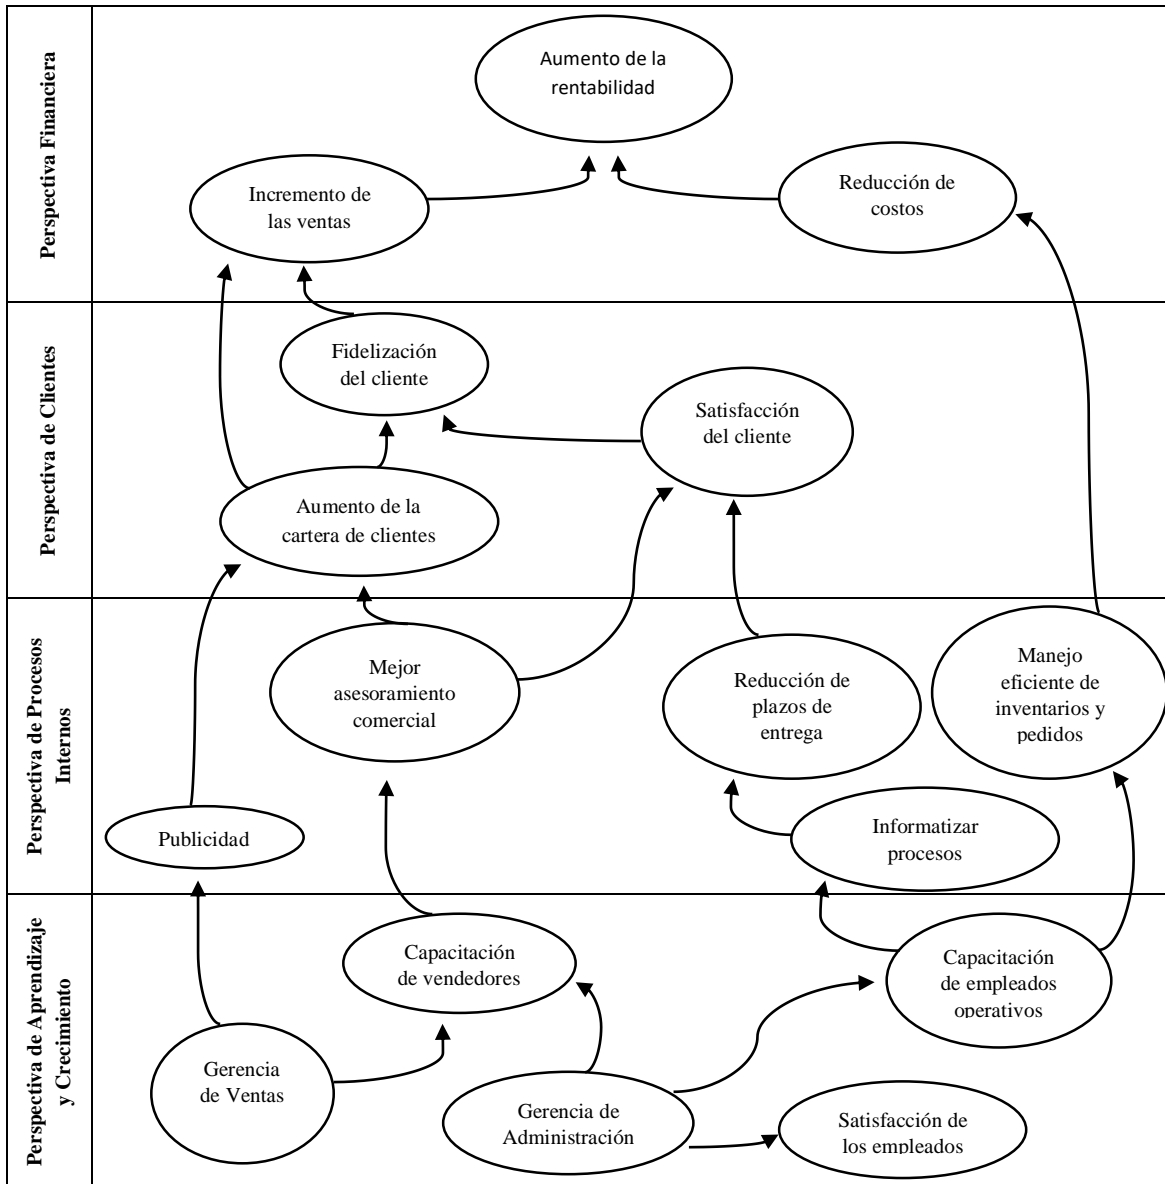 Perspectiva Financiera
Aumento de la
rentabilidad
Incremento de
las ventas
Reducción de
costos
Perspectiva de Clientes
Fidelización
del cliente
Satisfacción
del cliente
Aumento de la
cartera de clientes
Perspectiva de Procesos
Internos
Mejor
asesoramiento
comercial
Reducción de
plazos de
entrega
Manejo
eficiente de
inventarios y
pedidos
Publicidad
Informatizar
procesos
Perspectiva de Aprendizaje
y Crecimiento
Capacitación
de vendedores
Capacitación
de empleados
operativos
Gerencia
de Ventas
Gerencia de
Administración
Satisfacción de
los empleados